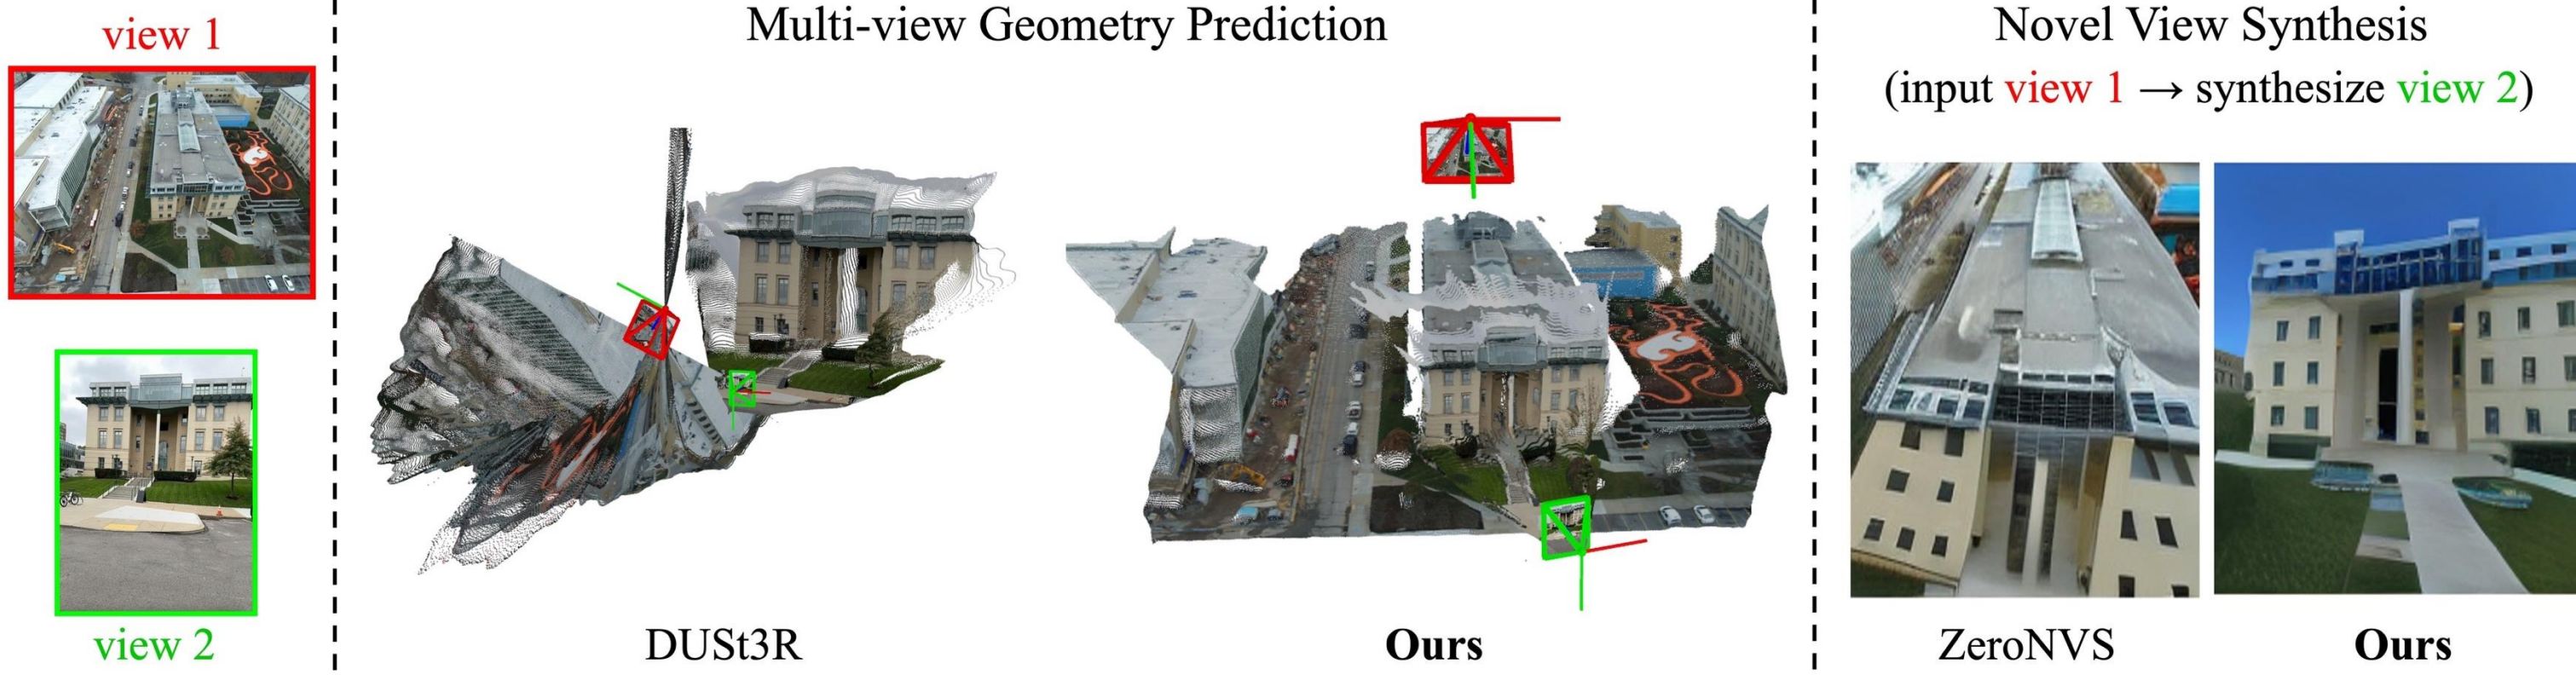 view 1
view 2
Multi-view Geometry Prediction
DUSt3R
Ours
Novel View Synthesis
(input view 1 → synthesize view 2)
ZeroNVS
Ours